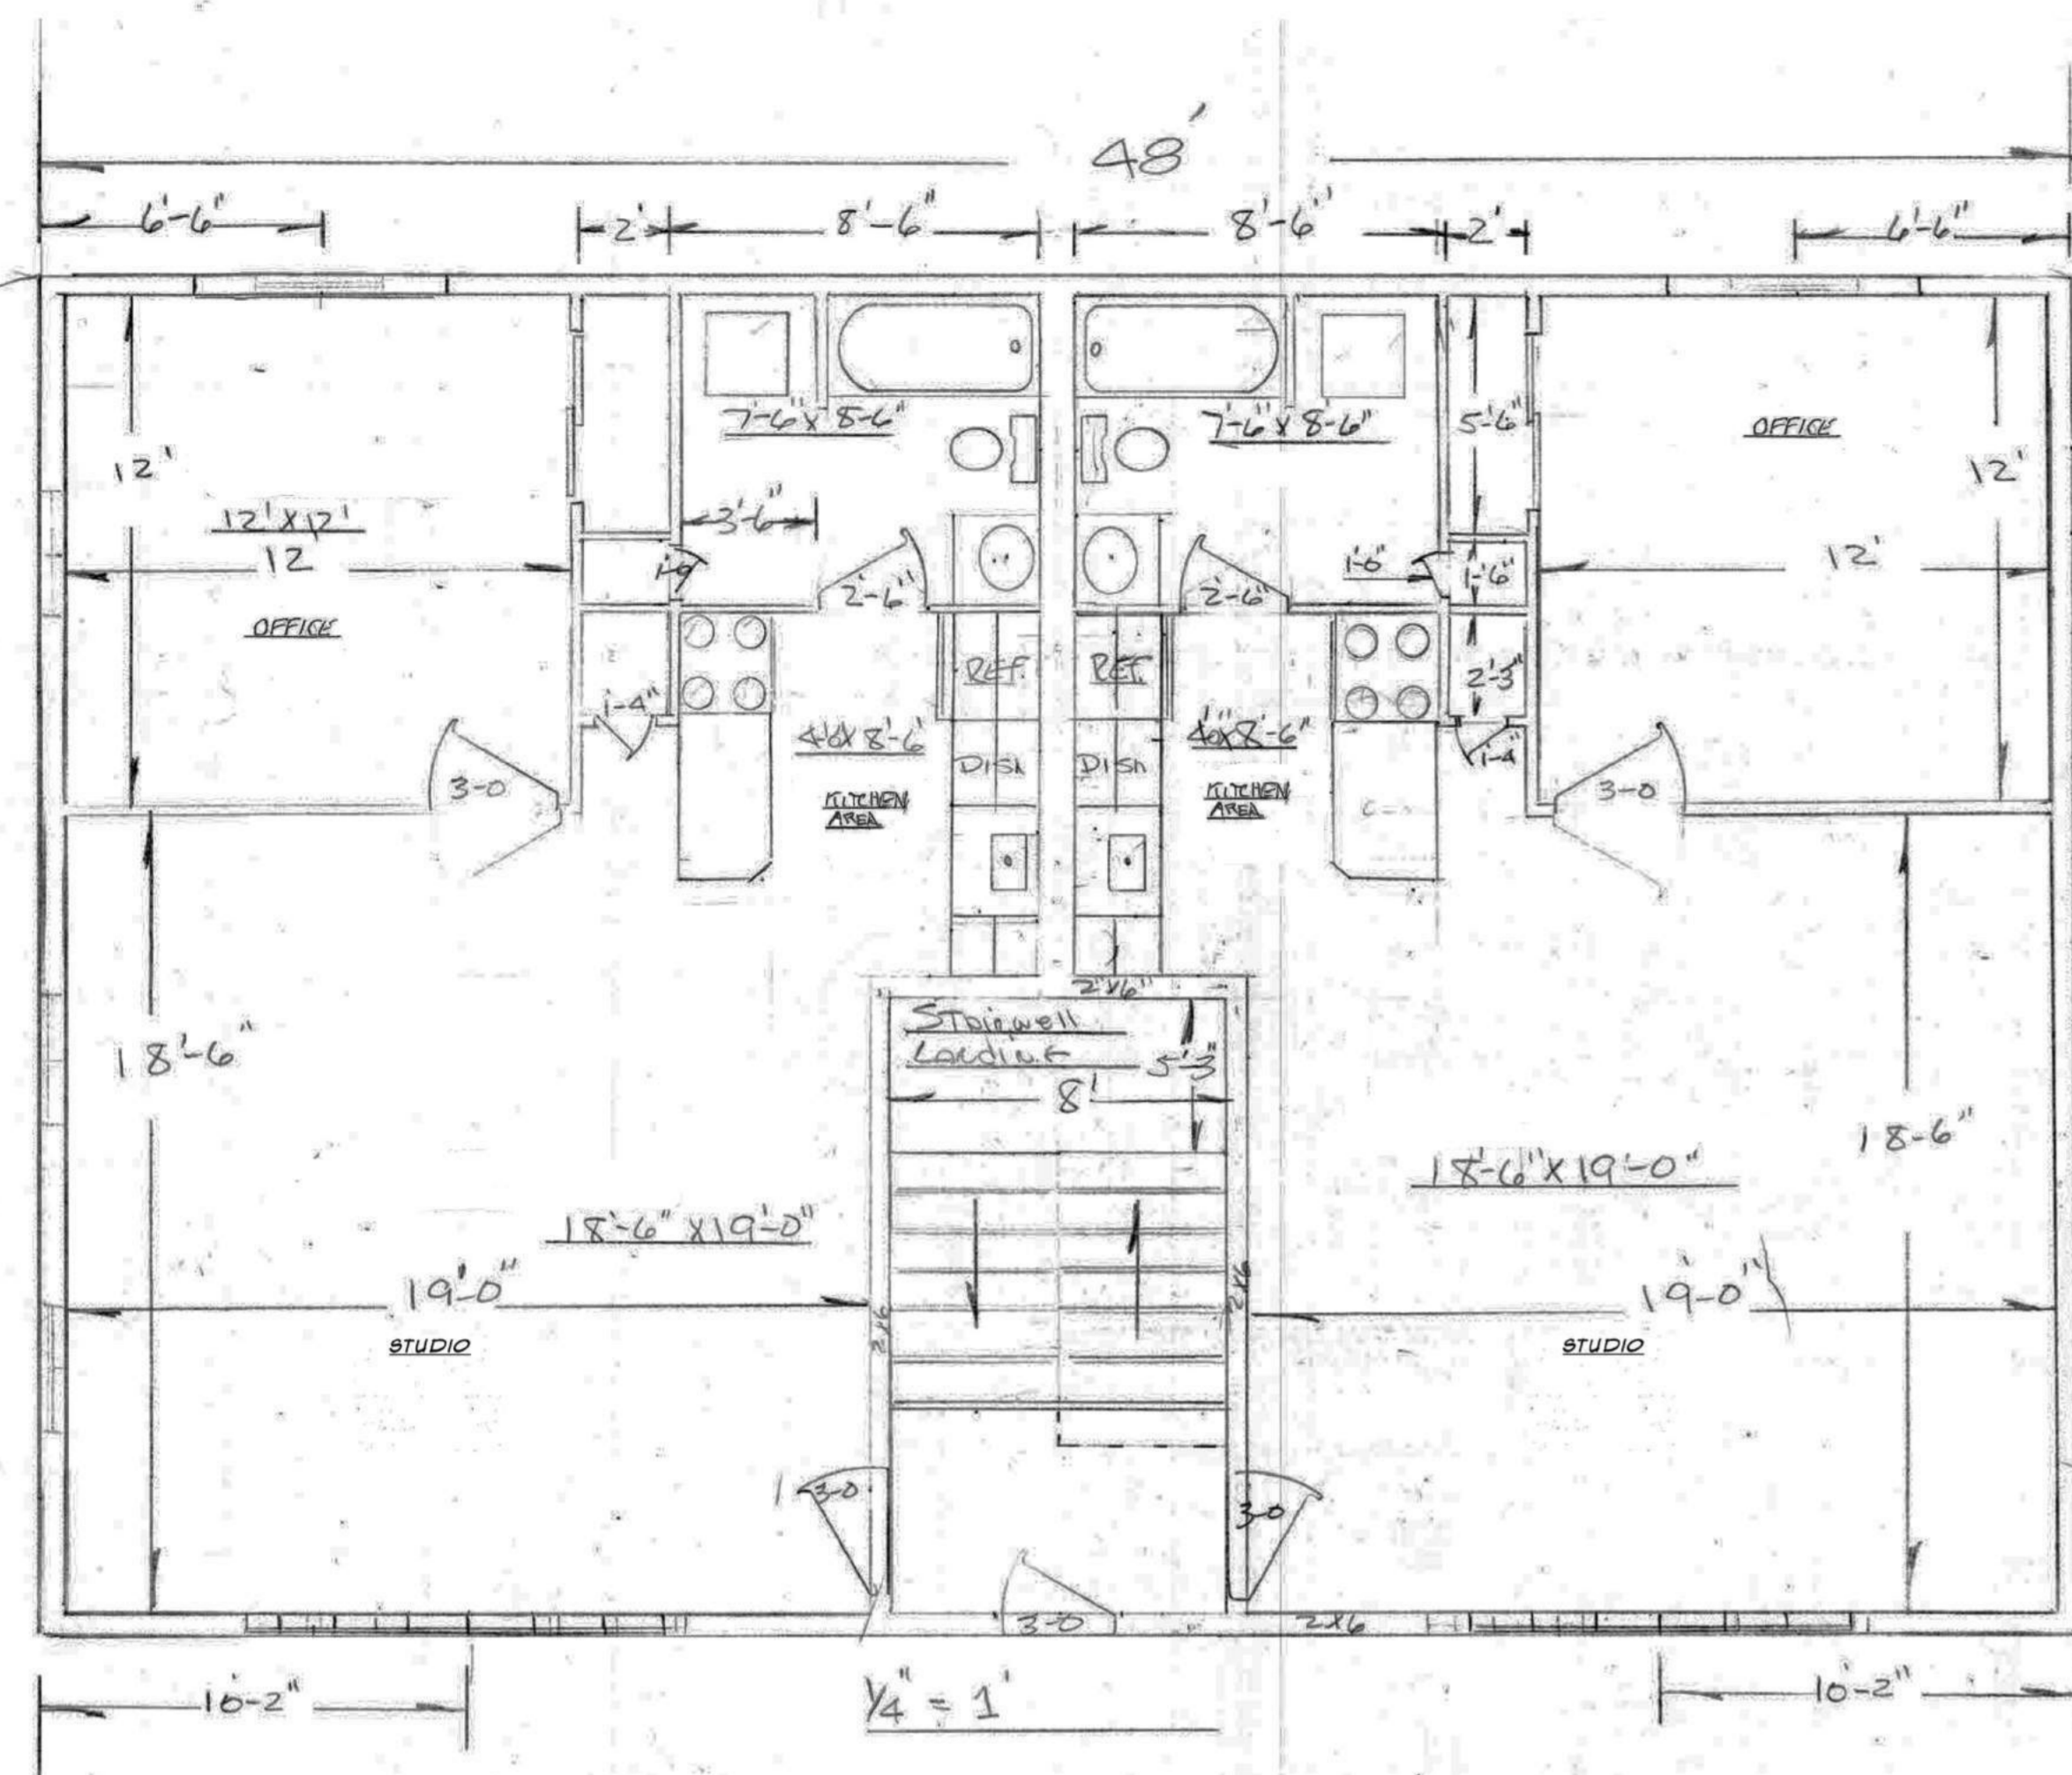 48'
6'-6"
2'
8'-6"
8'-6"
2'
6'-6"
7'-6" X 8-6"
7'-6" X 8-6"
5'-6"
OFFICE
12'
12'
12' X 12'
3'-6"
12
12'
1'-6"
1-'6"
2'-6"
2'-6"
OFFICE
REF.
REF.
2'-3"
1'-4"
4'6X 8'-6'
8'-6"
1'-4"
DISh
DISh
3-0
3-0
KITCHEN
AREA
KITCHEN
AREA
2"X6"
Stairwell
Landing
5'-3"
18'-6"
8'
18-6"
18'-6" X 19'-0"
18'-6" X 19'-0"
19'-0"
19'-0"
2X6
2X6
STUDIO
STUDIO
3-0
3-0
3-0
2X6
10'-2"
1/4" = 1'
10'-2"